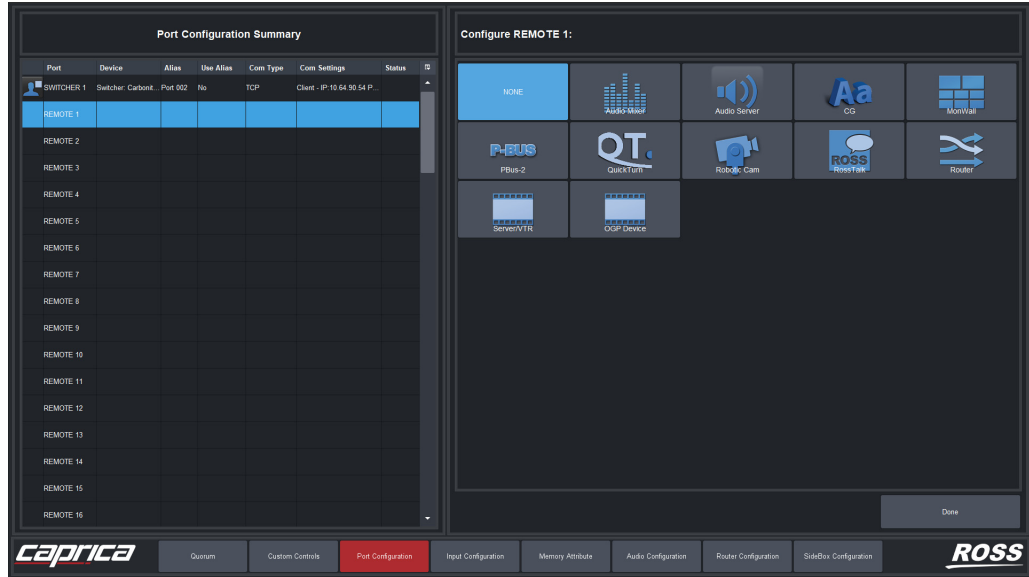 Port Configuration Summary
Configure REMOTE 1:
Port Device Alias Use Alias Com Type Com Settings Status
SWITCHER 1 Switcher: Carbonit... Port 002 No TCP Client - IP:10.64.90.54 P...
REMOTE 1
REMOTE 2
REMOTE 3
REMOTE 4
REMOTE 5
REMOTE 6
REMOTE 7
REMOTE 8
REMOTE 9
REMOTE 10
REMOTE 11
REMOTE 12
REMOTE 13
REMOTE 14
REMOTE 15
REMOTE 16
NONE
Audio Mixer
Audio Server
Aa
CG
MonWall
P-BUS
PBus-2
QT.
QuickTurn
Robotic Cam
ROSS
RossTalk
Router
Server/VTR
OGP Device
Done
caprica
Quorum
Custom Controls
Port Configuration
Input Configuration
Memory Attribute
Audio Configuration
Router Configuration
SideBox Configuration
ROSS